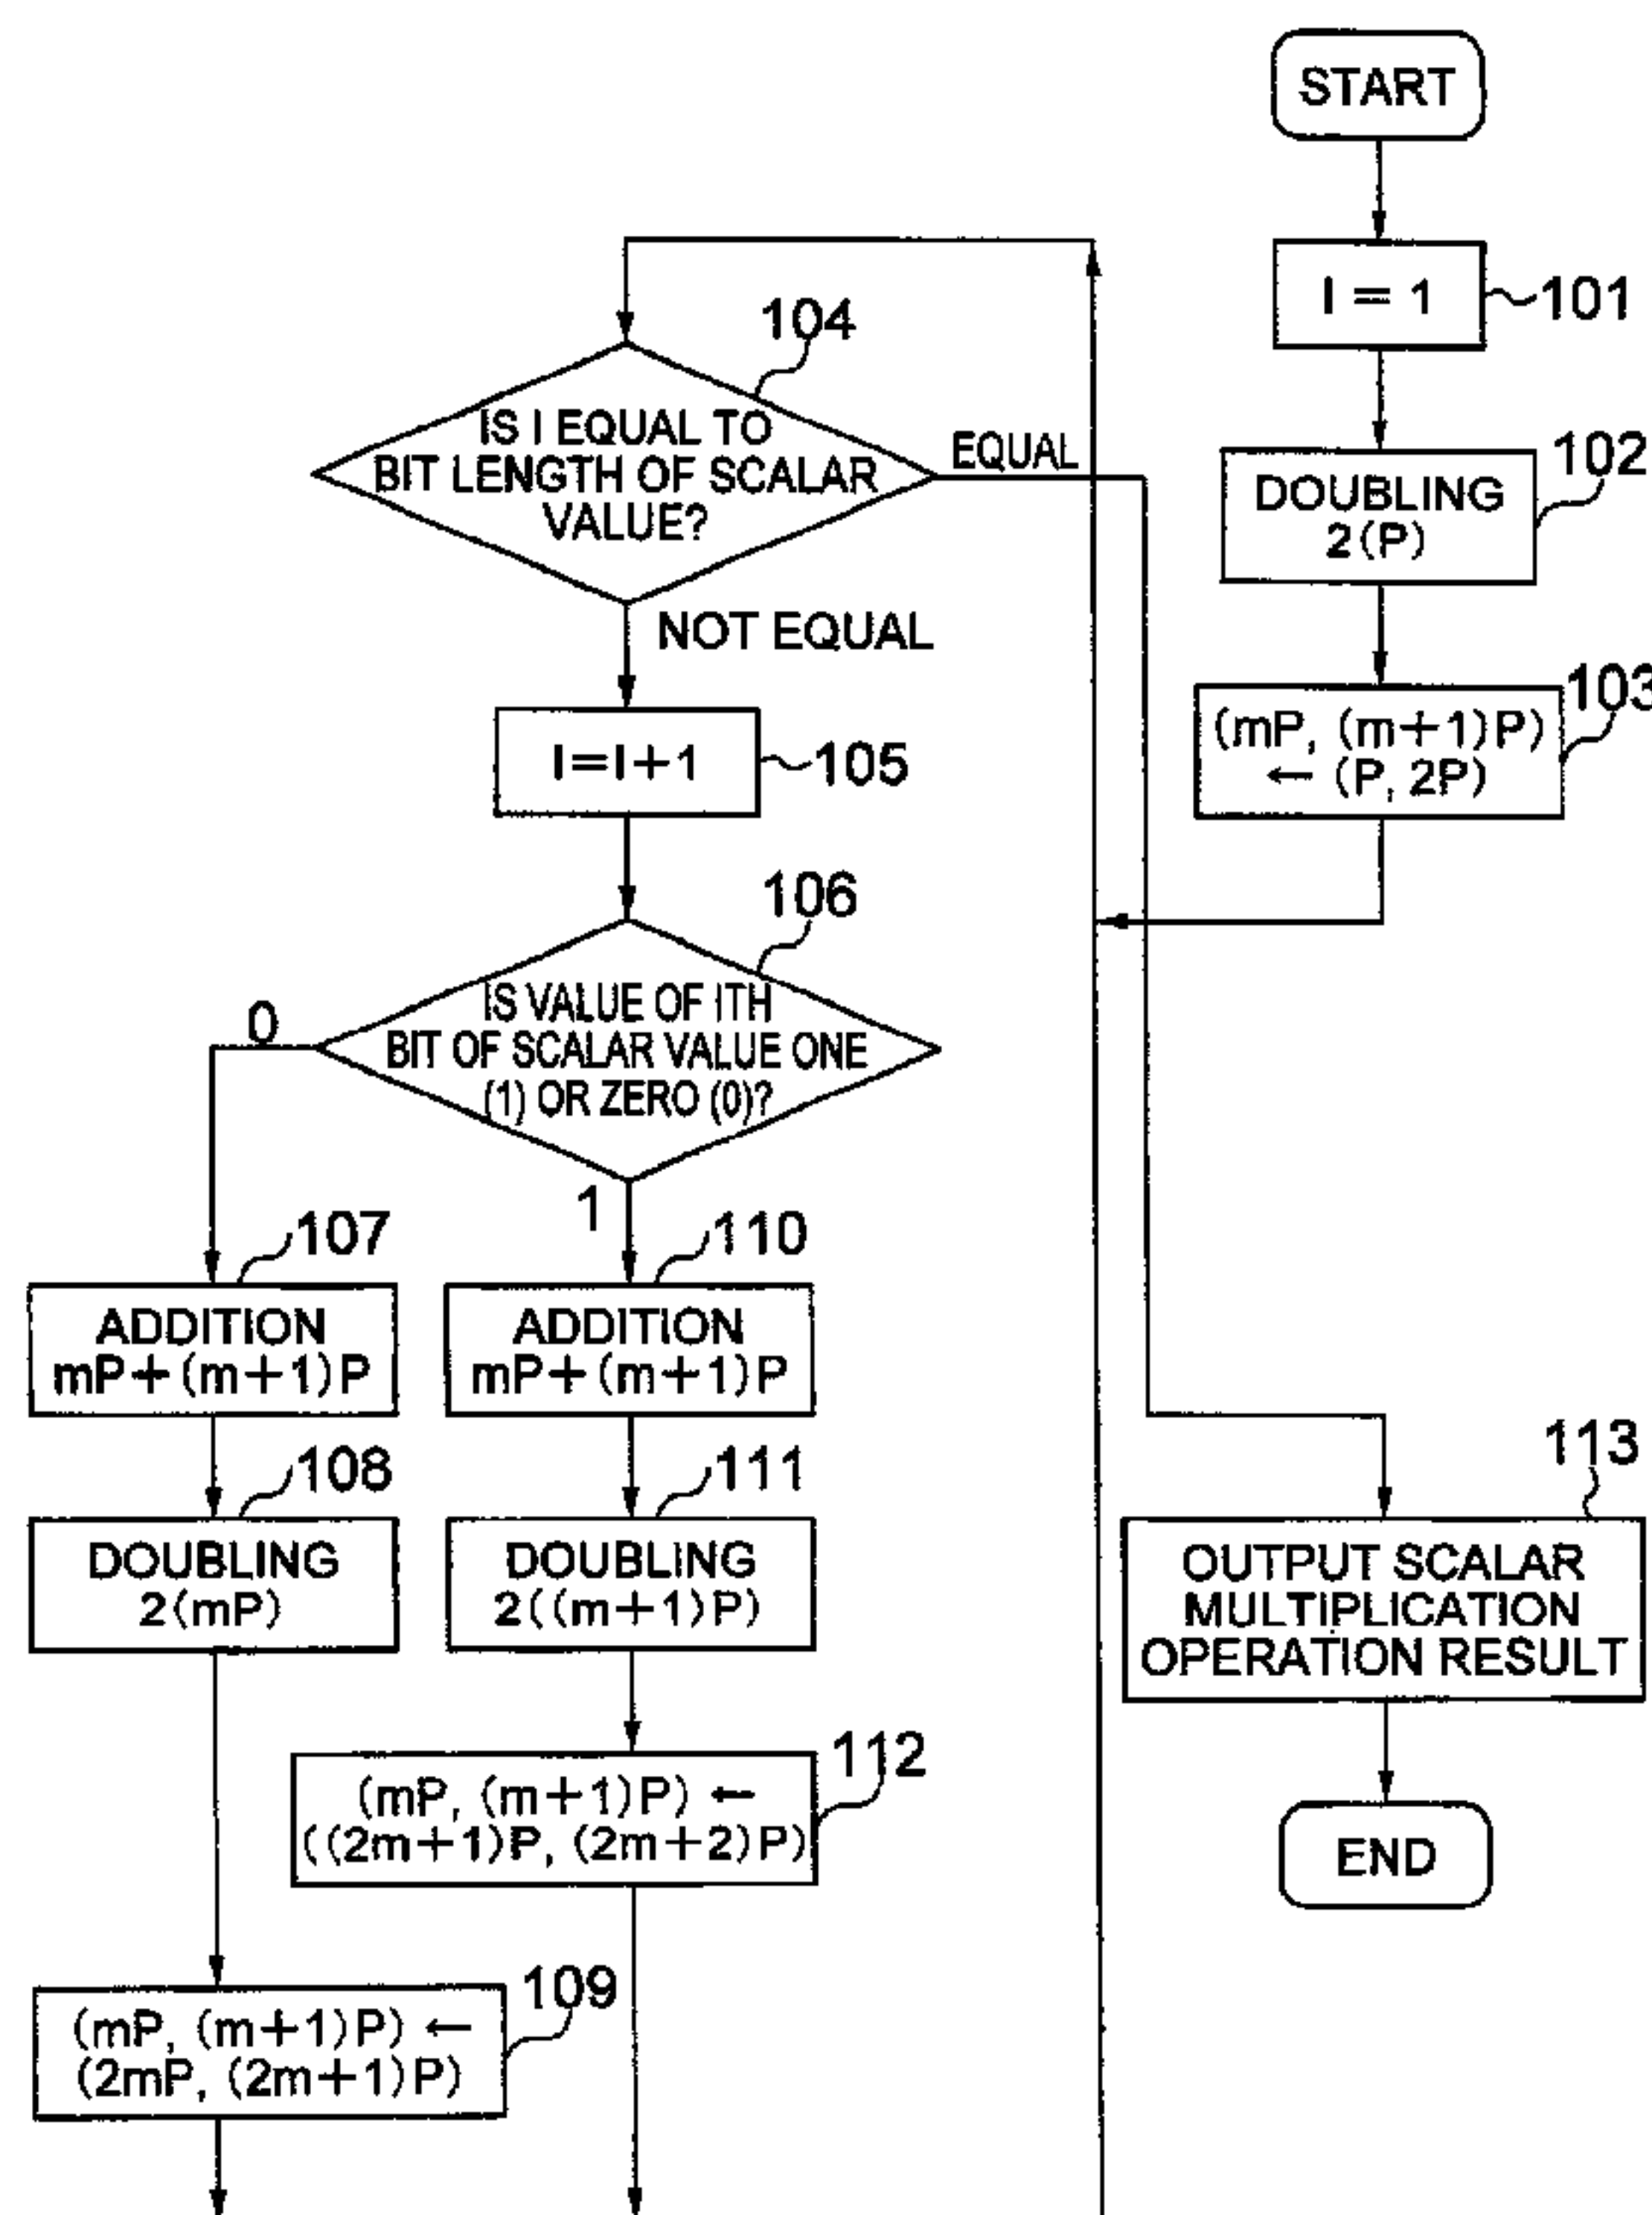 START
I = 1
101
DOUBLING
2(P)
102
(mP, (m+1)P)
← (P, 2P)
103
104
IS I EQUAL TO
BIT LENGTH OF SCALAR
VALUE?
EQUAL
NOT EQUAL
I=I+1
105
106
IS VALUE OF ITH
BIT OF SCALAR VALUE ONE
(1) OR ZERO (0)?
0
1
107
ADDITION
mP+(m+1)P
110
ADDITION
mP+(m+1)P
108
DOUBLING
2(mP)
111
DOUBLING
2((m+1)P)
112
(mP, (m+1)P) ←
((2m+1)P, (2m+2)P)
109
(mP, (m+1)P) ←
(2mP, (2m+1)P)
113
OUTPUT SCALAR
MULTIPLICATION
OPERATION RESULT
END